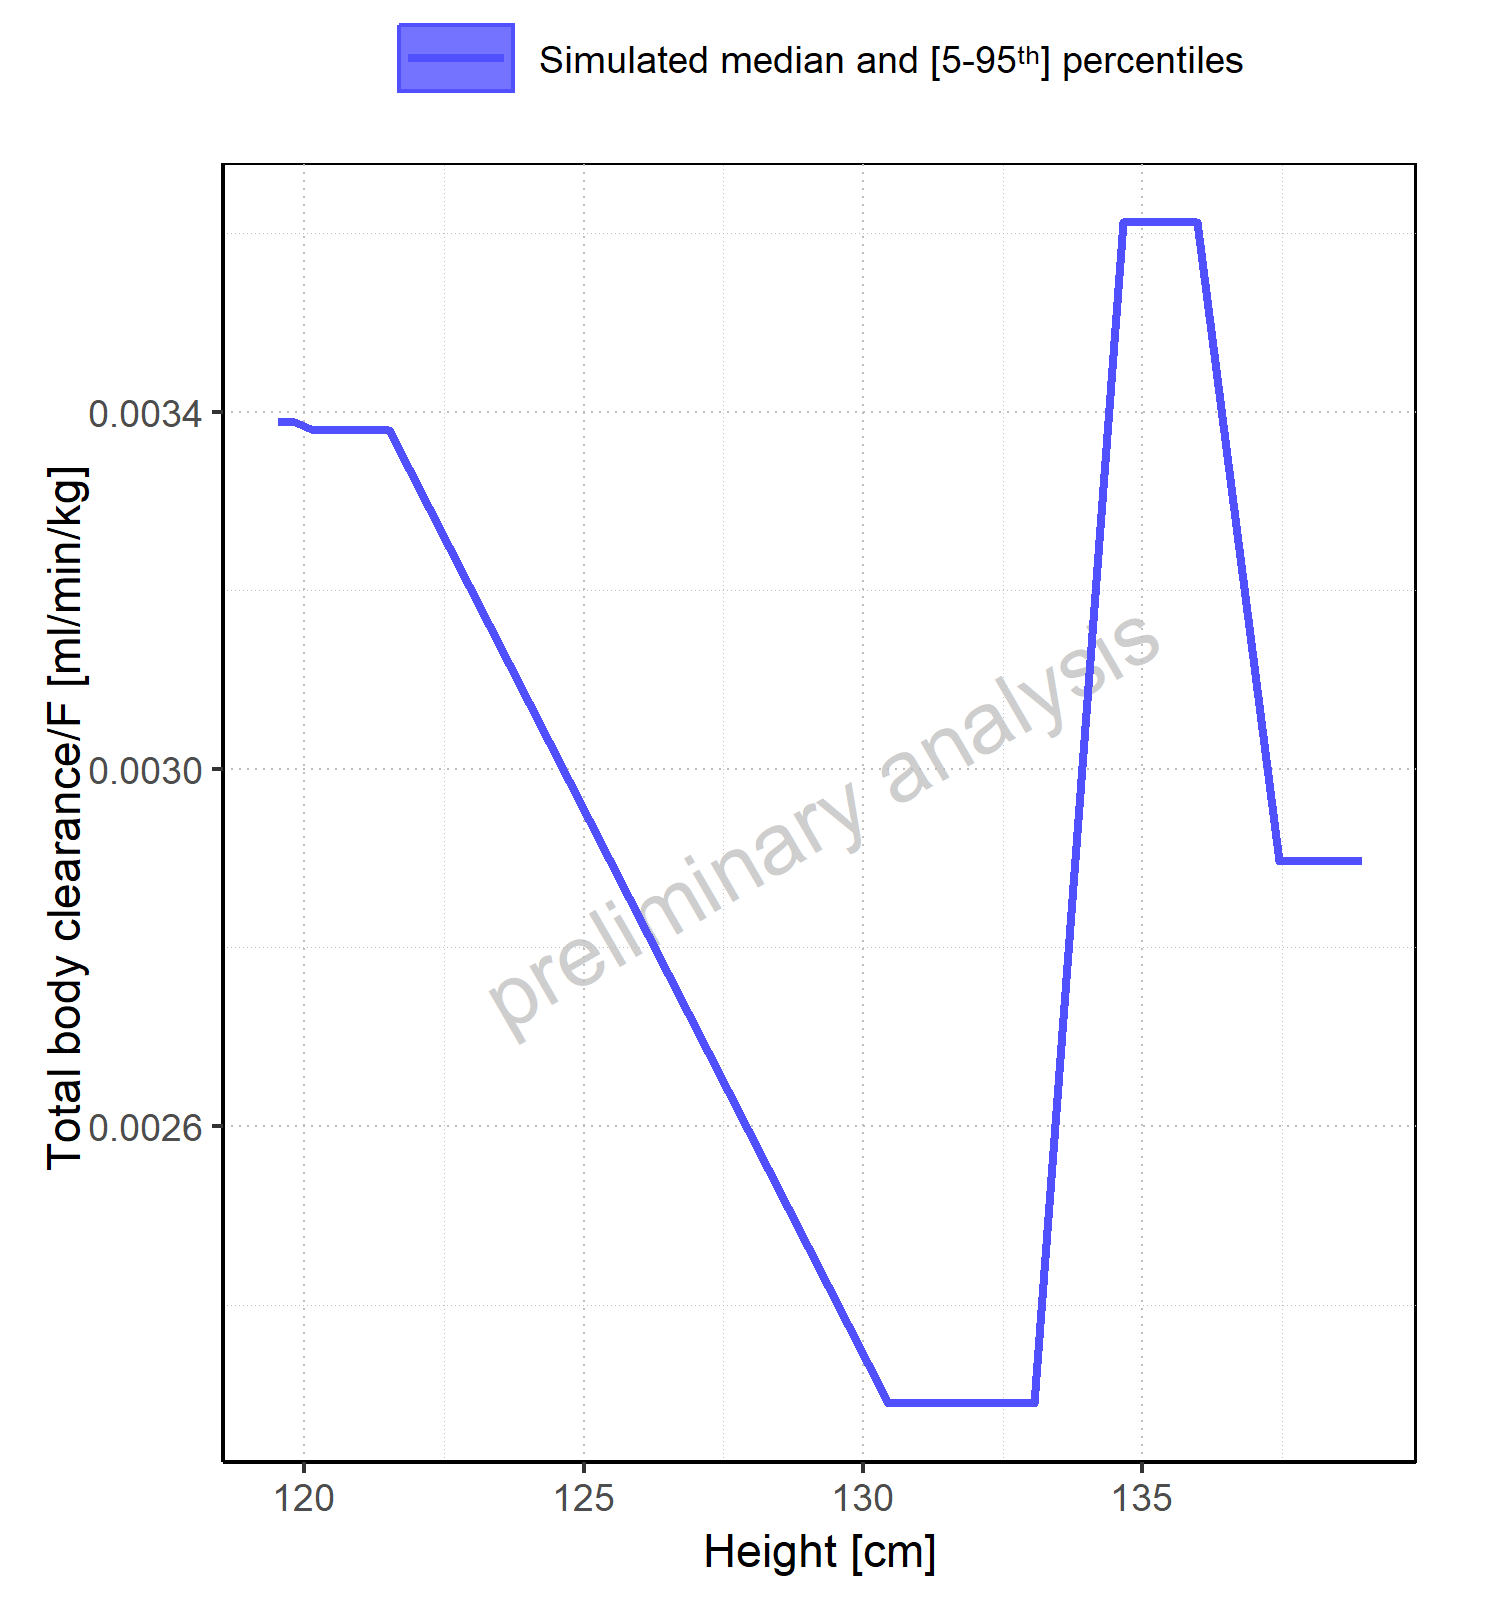 Simulated median and [5-95ᵗʰ] percentiles
Total body clearance/F [ml/min/kg]
0.0034
0.0030
0.0026
preliminary analysis
120 125 130 135
Height [cm]